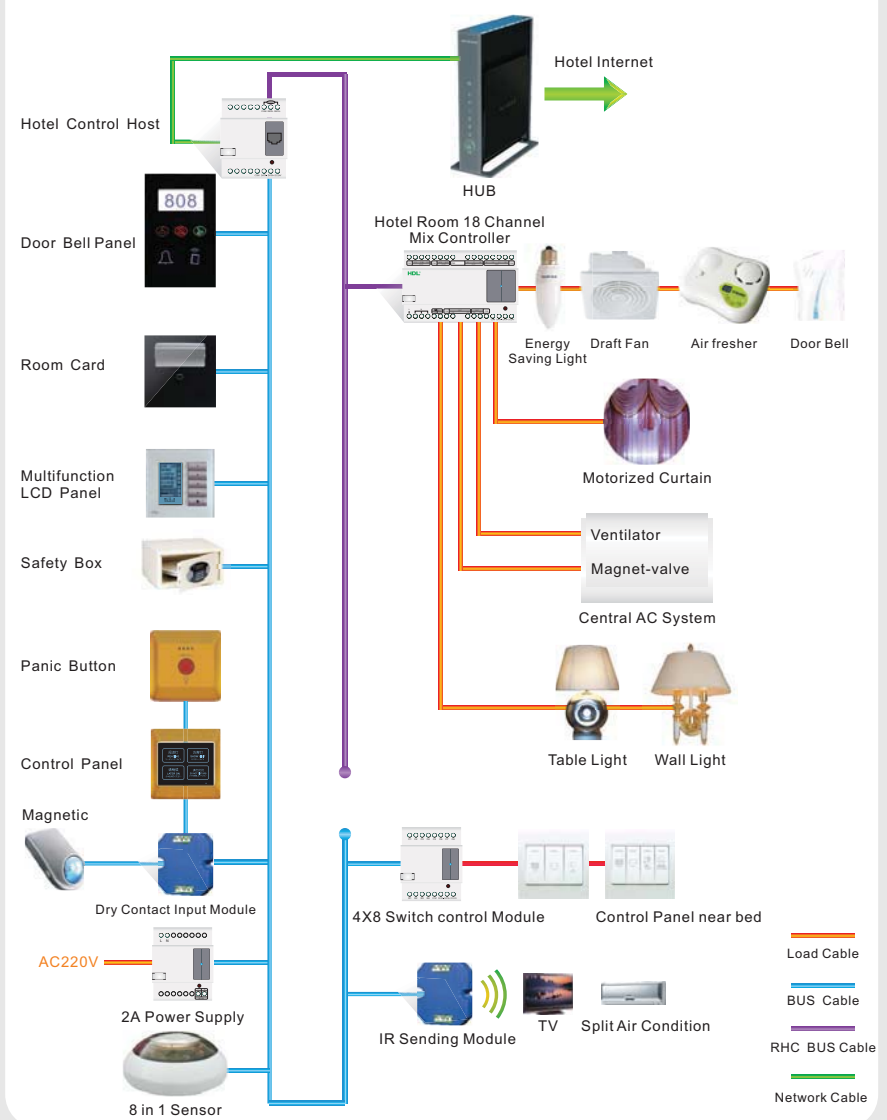 Hotel Internet
Hotel Control Host
HUB
808
Door Bell Panel
Hotel Room 18 Channel
Mix Controller
HDL
Energy
Saving Light
Draft Fan
Air fresher
Door Bell
Room Card
Motorized Curtain
Multifunction
LCD Panel
Ventilator
Safety Box
Magnet-valve
Central AC System
Panic Button
Table Light
Wall Light
Control Panel
Magnetic
Dry Contact Input Module
4X8 Switch control Module
Control Panel near bed
AC220V
Load Cable
BUS Cable
2A Power Supply
IR Sending Module
TV
Split Air Condition
RHC BUS Cable
Network Cable
8 in 1 Sensor